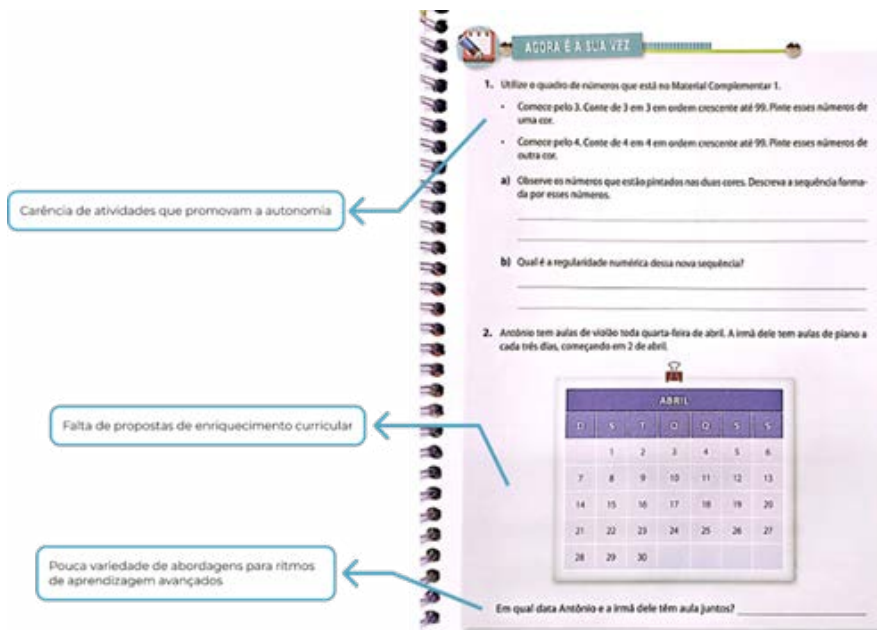 AGORA É A SUA VEZ
1. Utilize o quadro de números que está no Material Complementar 1.
• Comece pelo 3. Conte de 3 em 3 em ordem crescente até 99. Pinte esses números de
uma cor.
• Comece pelo 4. Conte de 4 em 4 em ordem crescente até 99. Pinte esses números de
outra cor.
a) Observe os números que estão pintados nas duas cores. Descreva a sequência forma-
da por esses números.
b) Qual é a regularidade numérica dessa nova sequência?
2. Antônio tem aulas de violão toda quarta-feira de abril. A irmã dele tem aulas de piano a
cada três dias, começando em 2 de abril.
ABRIL
D S T Q Q S S
1 2 3 4 5 6
7 8 9 10 11 12 13
14 15 16 17 18 19 20
21 22 23 24 25 26 27
28 29 30
Em qual data Antônio e a irmã dele têm aula juntos?
Carência de atividades que promovam a autonomia
Falta de propostas de enriquecimento curricular
Pouca variedade de abordagens para ritmos
de aprendizagem avançados